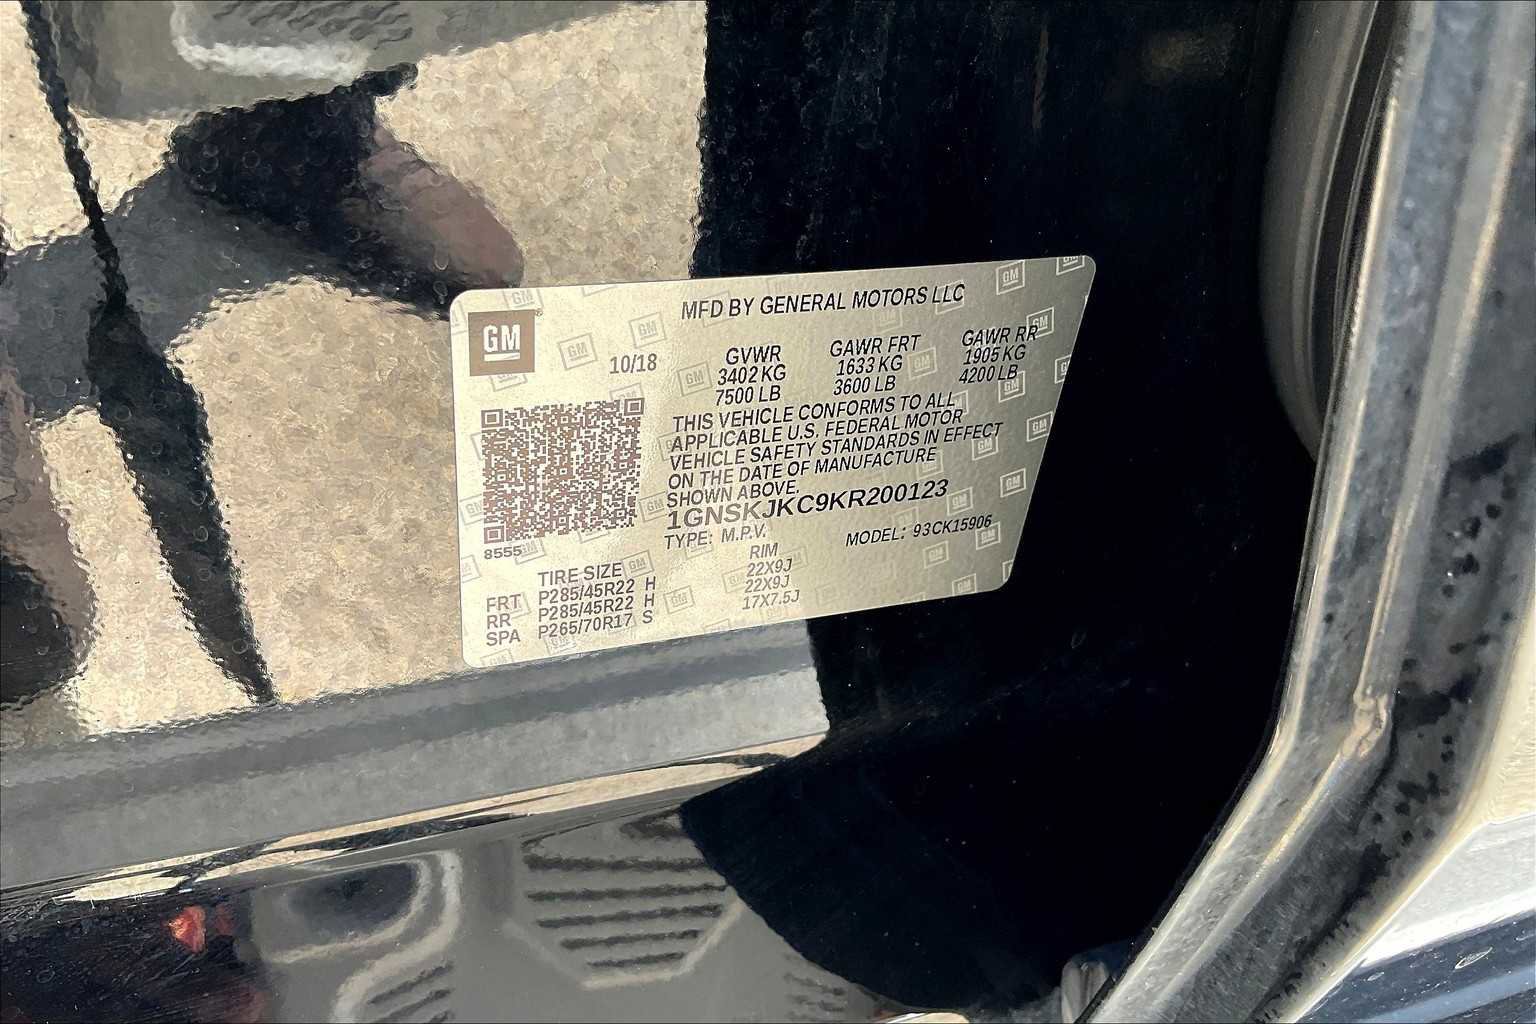 GM
MFD BY GENERAL MOTORS LLC
10/18
GVWR GAWR FRT GAWR RR
3402 KG 1633 KG 1905 KG
7500 LB 3600 LB 4200 LB
THIS VEHICLE CONFORMS TO ALL
APPLICABLE U.S. FEDERAL MOTOR
VEHICLE SAFETY STANDARDS IN EFFECT
ON THE DATE OF MANUFACTURE
SHOWN ABOVE.
1GNSKJKC9KR200123
TYPE: M.P.V. MODEL: 93CK15906
8555
TIRE SIZE RIM
FRT P285/45R22 H 22X9J
RR P285/45R22 H 22X9J
SPA P265/70R17 S 17X7.5J